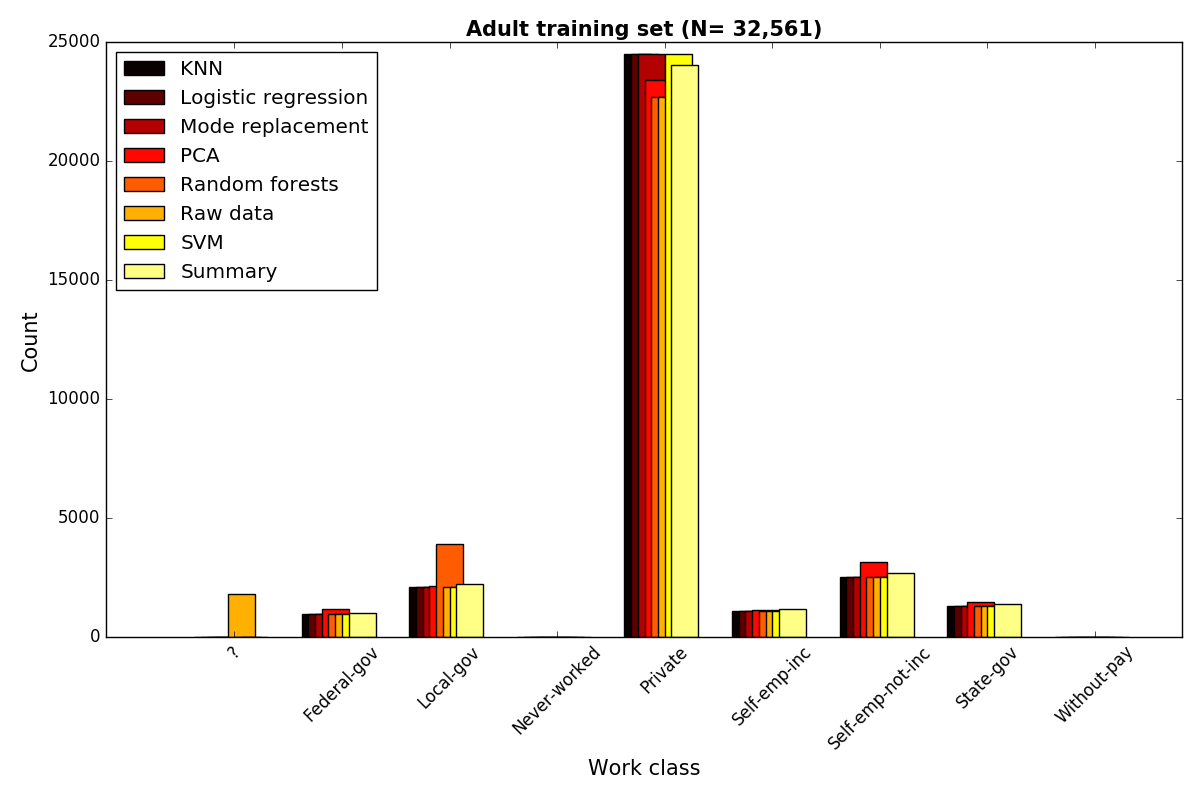 Adult training set (N= 32,561)
25000
20000
15000
10000
5000
0
Count
KNN
Logistic regression
Mode replacement
PCA
Random forests
Raw data
SVM
Summary
?
Federal-gov
Local-gov
Never-worked
Private
Self-emp-inc
Self-emp-not-inc
State-gov
Without-pay
Work class